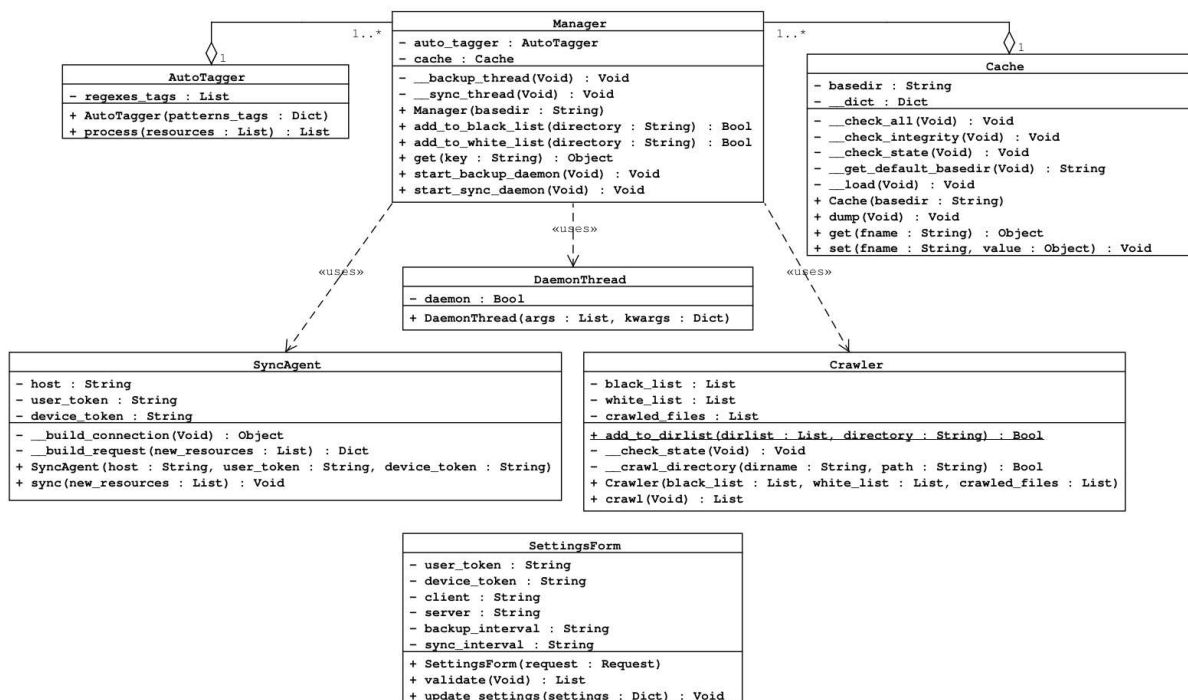 Manager
- auto_tagger : AutoTagger
- cache : Cache
- __backup_thread(Void) : Void
- __sync_thread(Void) : Void
+ Manager(basedir : String)
+ add_to_black_list(directory : String) : Bool
+ add_to_white_list(directory : String) : Bool
+ get(key : String) : Object
+ start_backup_daemon(Void) : Void
+ start_sync_daemon(Void) : Void
1..*
1
1..*
1
AutoTagger
- regexes_tags : List
+ AutoTagger(patterns_tags : Dict)
+ process(resources : List) : List
Cache
- basedir : String
- __dict : Dict
- __check_all(Void) : Void
- __check_integrity(Void) : Void
- __check_state(Void) : Void
- __get_default_basedir(Void) : String
- __load(Void) : Void
+ Cache(basedir : String)
+ dump(Void) : Void
+ get(fname : String) : Object
+ set(fname : String, value : Object) : Void
«uses»
«uses»
«uses»
DaemonThread
- daemon : Bool
+ DaemonThread(args : List, kwargs : Dict)
SyncAgent
- host : String
- user_token : String
- device_token : String
- __build_connection(Void) : Object
- __build_request(new_resources : List) : Dict
+ SyncAgent(host : String, user_token : String, device_token : String)
+ sync(new_resources : List) : Void
Crawler
- black_list : List
- white_list : List
- crawled_files : List
+ add_to_dirlist(dirlist : List, directory : String) : Bool
- __check_state(Void) : Void
- __crawl_directory(dirname : String, path : String) : Bool
+ Crawler(black_list : List, white_list : List, crawled_files : List)
+ crawl(Void) : List
SettingsForm
- user_token : String
- device_token : String
- client : String
- server : String
- backup_interval : String
- sync_interval : String
+ SettingsForm(request : Request)
+ validate(Void) : List
+ update_settings(settings : Dict) : Void